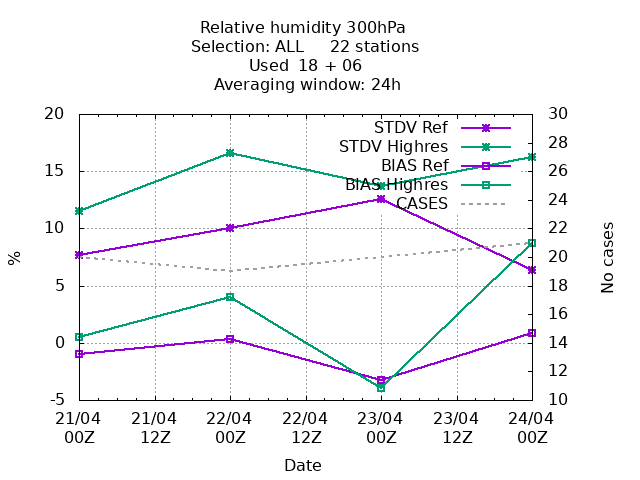 Relative humidity 300hPa
Selection: ALL 22 stations
Used 18 + 06
Averaging window: 24h
20
15
10
5
0
-5
30
28
26
24
22
20
18
16
14
12
10
STDV Ref
STDV Highres
BIAS Ref
BIAS Highres
CASES
%
No cases
21/04 21/04 22/04 22/04 23/04 23/04 24/04
00Z 12Z 00Z 12Z 00Z 12Z 00Z
Date